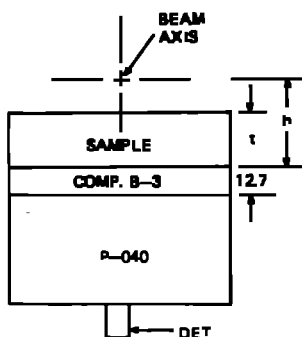 BEAM
AXIS
h
t
SAMPLE
COMP. B-3
12.7
P-040
DET